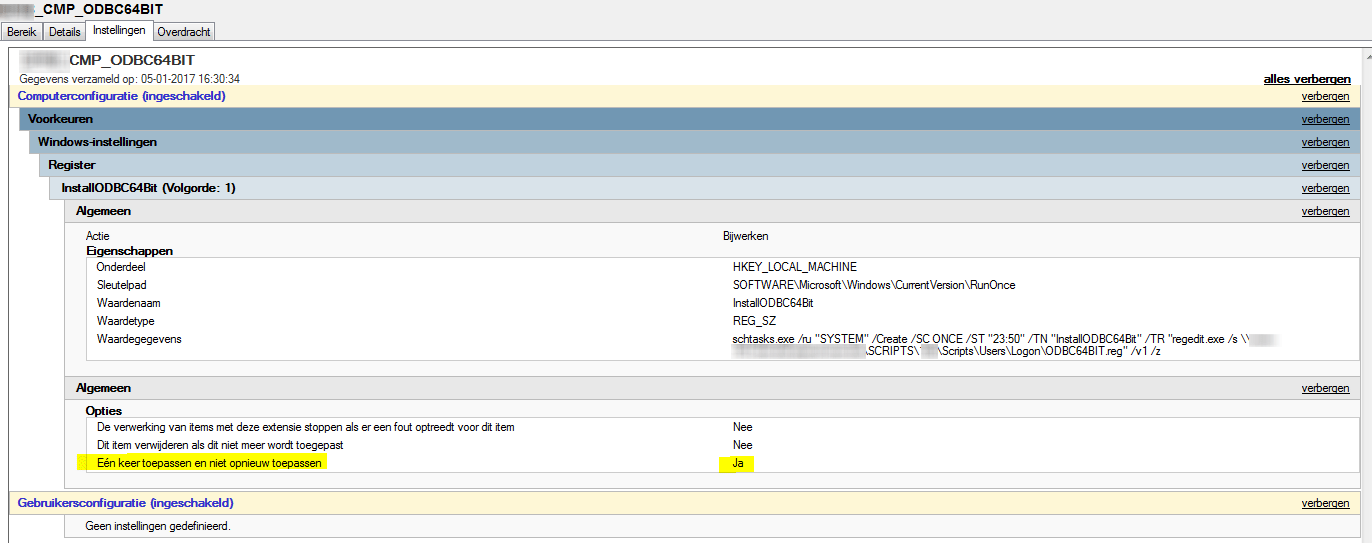 _CMP_ODBC64BIT
Bereik Details Instellingen Overdracht
CMP_ODBC64BIT
Gegevens verzameld op: 05-01-2017 16:30:34
alles verbergen
Computerconfiguratie (ingeschakeld) verbergen
Voorkeuren verbergen
Windows-instellingen verbergen
Register verbergen
InstallODBC64Bit (Volgorde: 1) verbergen
Algemeen verbergen
Actie Bijwerken
Eigenschappen
Onderdeel HKEY_LOCAL_MACHINE
Sleutelpad SOFTWARE\Microsoft\Windows\CurrentVersion\RunOnce
Waardenaam InstallODBC64Bit
Waardetype REG_SZ
Waardegegevens schtasks.exe /ru "SYSTEM" /Create /SC ONCE /ST "23:50" /TN "InstallODBC64Bit" /TR "regedit.exe /s \\
\SCRIPTS\ \Scripts\Users\Logon\ODBC64BIT.reg" /v1 /z
Algemeen verbergen
Opties
De verwerking van items met deze extensie stoppen als er een fout optreedt voor dit item Nee
Dit item verwijderen als dit niet meer wordt toegepast Nee
Eén keer toepassen en niet opnieuw toepassen Ja
Gebruikersconfiguratie (ingeschakeld) verbergen
Geen instellingen gedefinieerd.